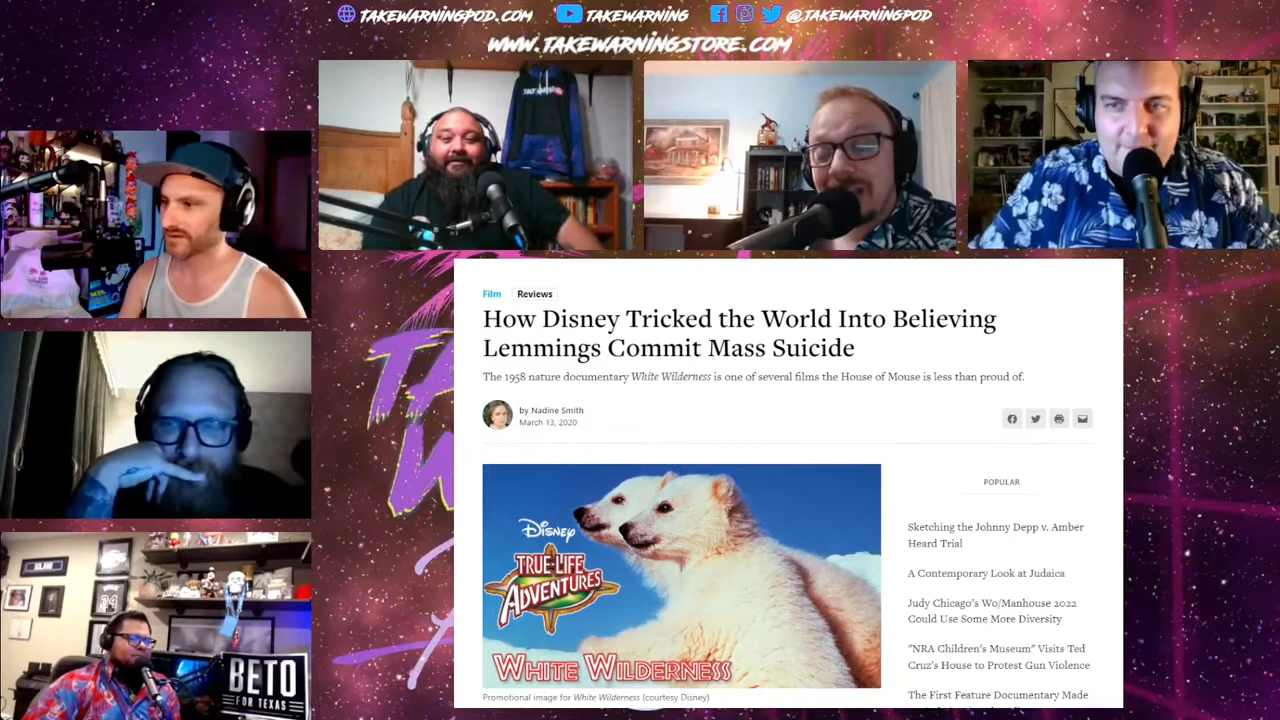 TAKEWARNINGPOD.COM TAKEWARNING @TAKEWARNINGPOD
WWW.TAKEWARNINGSTORE.COM
Film Reviews
How Disney Tricked the World Into Believing
Lemmings Commit Mass Suicide
The 1958 nature documentary White Wilderness is one of several films the House of Mouse is less than proud of.
by Nadine Smith
March 13, 2020
Disney
TRUE-LIFE
ADVENTURES
WHITE WILDERNESS
Promotional image for White Wilderness (courtesy Disney)
POPULAR
Sketching the Johnny Depp v. Amber
Heard Trial
A Contemporary Look at Judaica
Judy Chicago's Wo/Manhouse 2022
Could Use Some More Diversity
"NRA Children's Museum" Visits Ted
Cruz's House to Protest Gun Violence
The First Feature Documentary Made
BETO
FOR TEXAS